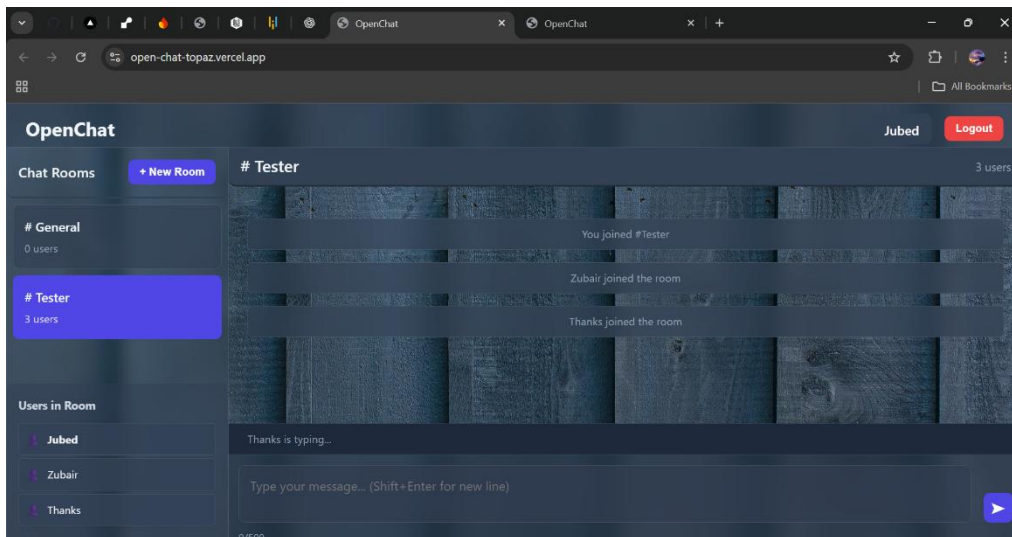 OpenChat
OpenChat
open-chat-topaz.vercel.app
All Bookmarks
OpenChat
Jubed
Logout
Chat Rooms
+ New Room
# Tester
3 users
# General
0 users
# Tester
3 users
You joined #Tester
Zubair joined the room
Thanks joined the room
Users in Room
Jubed
Zubair
Thanks
Thanks is typing...
Type your message... (Shift+Enter for new line)
0/500